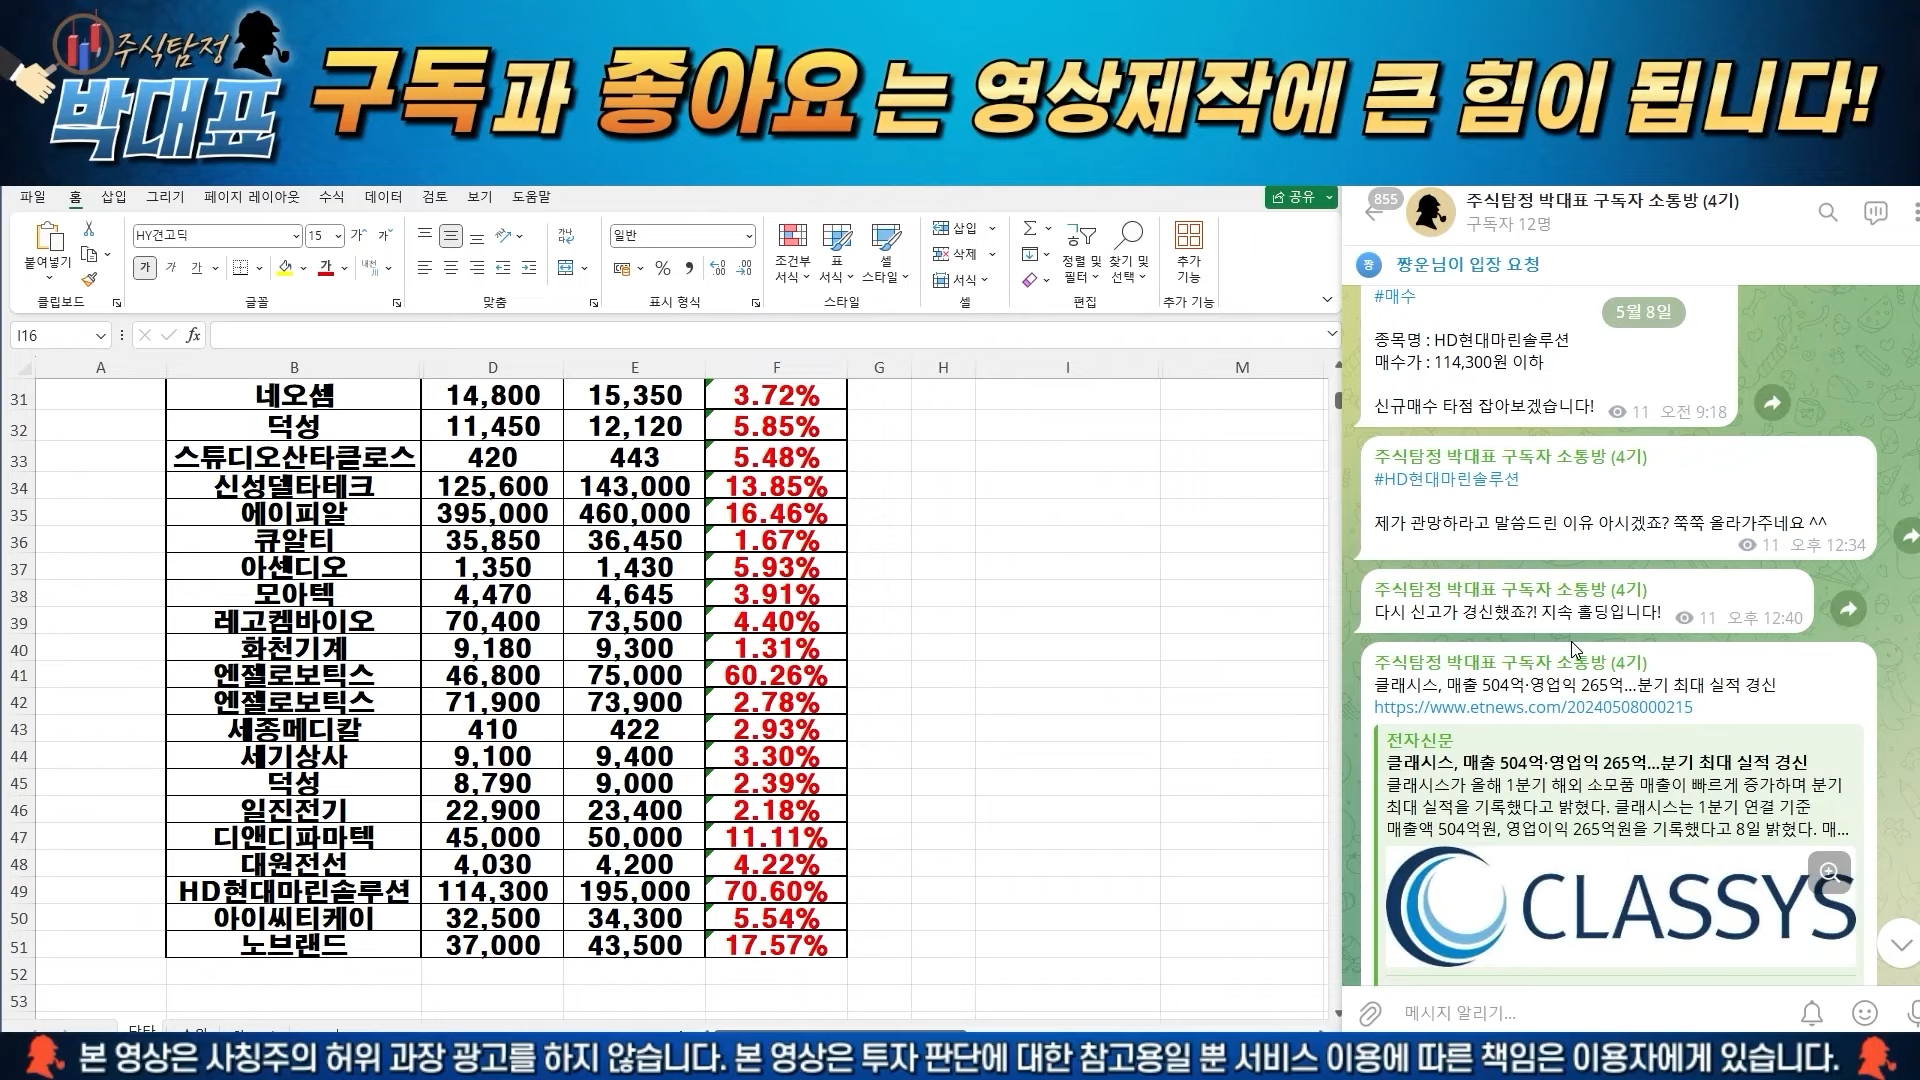 주식탐정
박대표
구독과 좋아요는 영상제작에 큰 힘이 됩니다!
파일 홈 삽입 그리기 페이지 레이아웃 수식 데이터 검토 보기 도움말 공유
붙여넣기
HY견고딕 15
가 가 가
일반
조건부 서식
표 서식
셀 스타일
삽입
삭제
서식
정렬 및 필터
찾기 및 선택
추가 기능
클립보드 글꼴 맞춤 표시 형식 스타일 셀 편집 추가 기능
I16 fx
A B D E F G H I M
31 네오셈 14,800 15,350 3.72%
32 덕성 11,450 12,120 5.85%
33 스튜디오산타클로스 420 443 5.48%
34 신성델타테크 125,600 143,000 13.85%
35 에이피알 395,000 460,000 16.46%
36 큐알티 35,850 36,450 1.67%
37 아센디오 1,350 1,430 5.93%
38 모아텍 4,470 4,645 3.91%
39 레고켐바이오 70,400 73,500 4.40%
40 화천기계 9,180 9,300 1.31%
41 엔젤로보틱스 46,800 75,000 60.26%
42 엔젤로보틱스 71,900 73,900 2.78%
43 세종메디칼 410 422 2.93%
44 세기상사 9,100 9,400 3.30%
45 덕성 8,790 9,000 2.39%
46 일진전기 22,900 23,400 2.18%
47 디앤디파마텍 45,000 50,000 11.11%
48 대원전선 4,030 4,200 4.22%
49 HD현대마린솔루션 114,300 195,000 70.60%
50 아이씨티케이 32,500 34,300 5.54%
51 노브랜드 37,000 43,500 17.57%
52
53
855
주식탐정 박대표 구독자 소통방 (4기)
구독자 12명
짱 짱운님이 입장 요청
#매수
5월 8일
종목명 : HD현대마린솔루션
매수가 : 114,300원 이하
신규매수 타점 잡아보겠습니다! 11 오전 9:18
주식탐정 박대표 구독자 소통방 (4기)
#HD현대마린솔루션
제가 관망하라고 말씀드린 이유 아시겠죠? 쭉쭉 올라가주네요 ^^
11 오후 12:34
주식탐정 박대표 구독자 소통방 (4기)
다시 신고가 경신했죠?! 지속 홀딩입니다! 11 오후 12:40
주식탐정 박대표 구독자 소통방 (4기)
클래시스, 매출 504억·영업익 265억...분기 최대 실적 경신
https://www.etnews.com/20240508000215
전자신문
클래시스, 매출 504억·영업익 265억...분기 최대 실적 경신
클래시스가 올해 1분기 해외 소모품 매출이 빠르게 증가하며 분기
최대 실적을 기록했다고 밝혔다. 클래시스는 1분기 연결 기준
매출액 504억원, 영업이익 265억원을 기록했다고 8일 밝혔다. 매...
CLASSYS
메시지 알리기...
본 영상은 사칭주의 허위 과장 광고를 하지 않습니다. 본 영상은 투자 판단에 대한 참고용일 뿐 서비스 이용에 따른 책임은 이용자에게 있습니다.